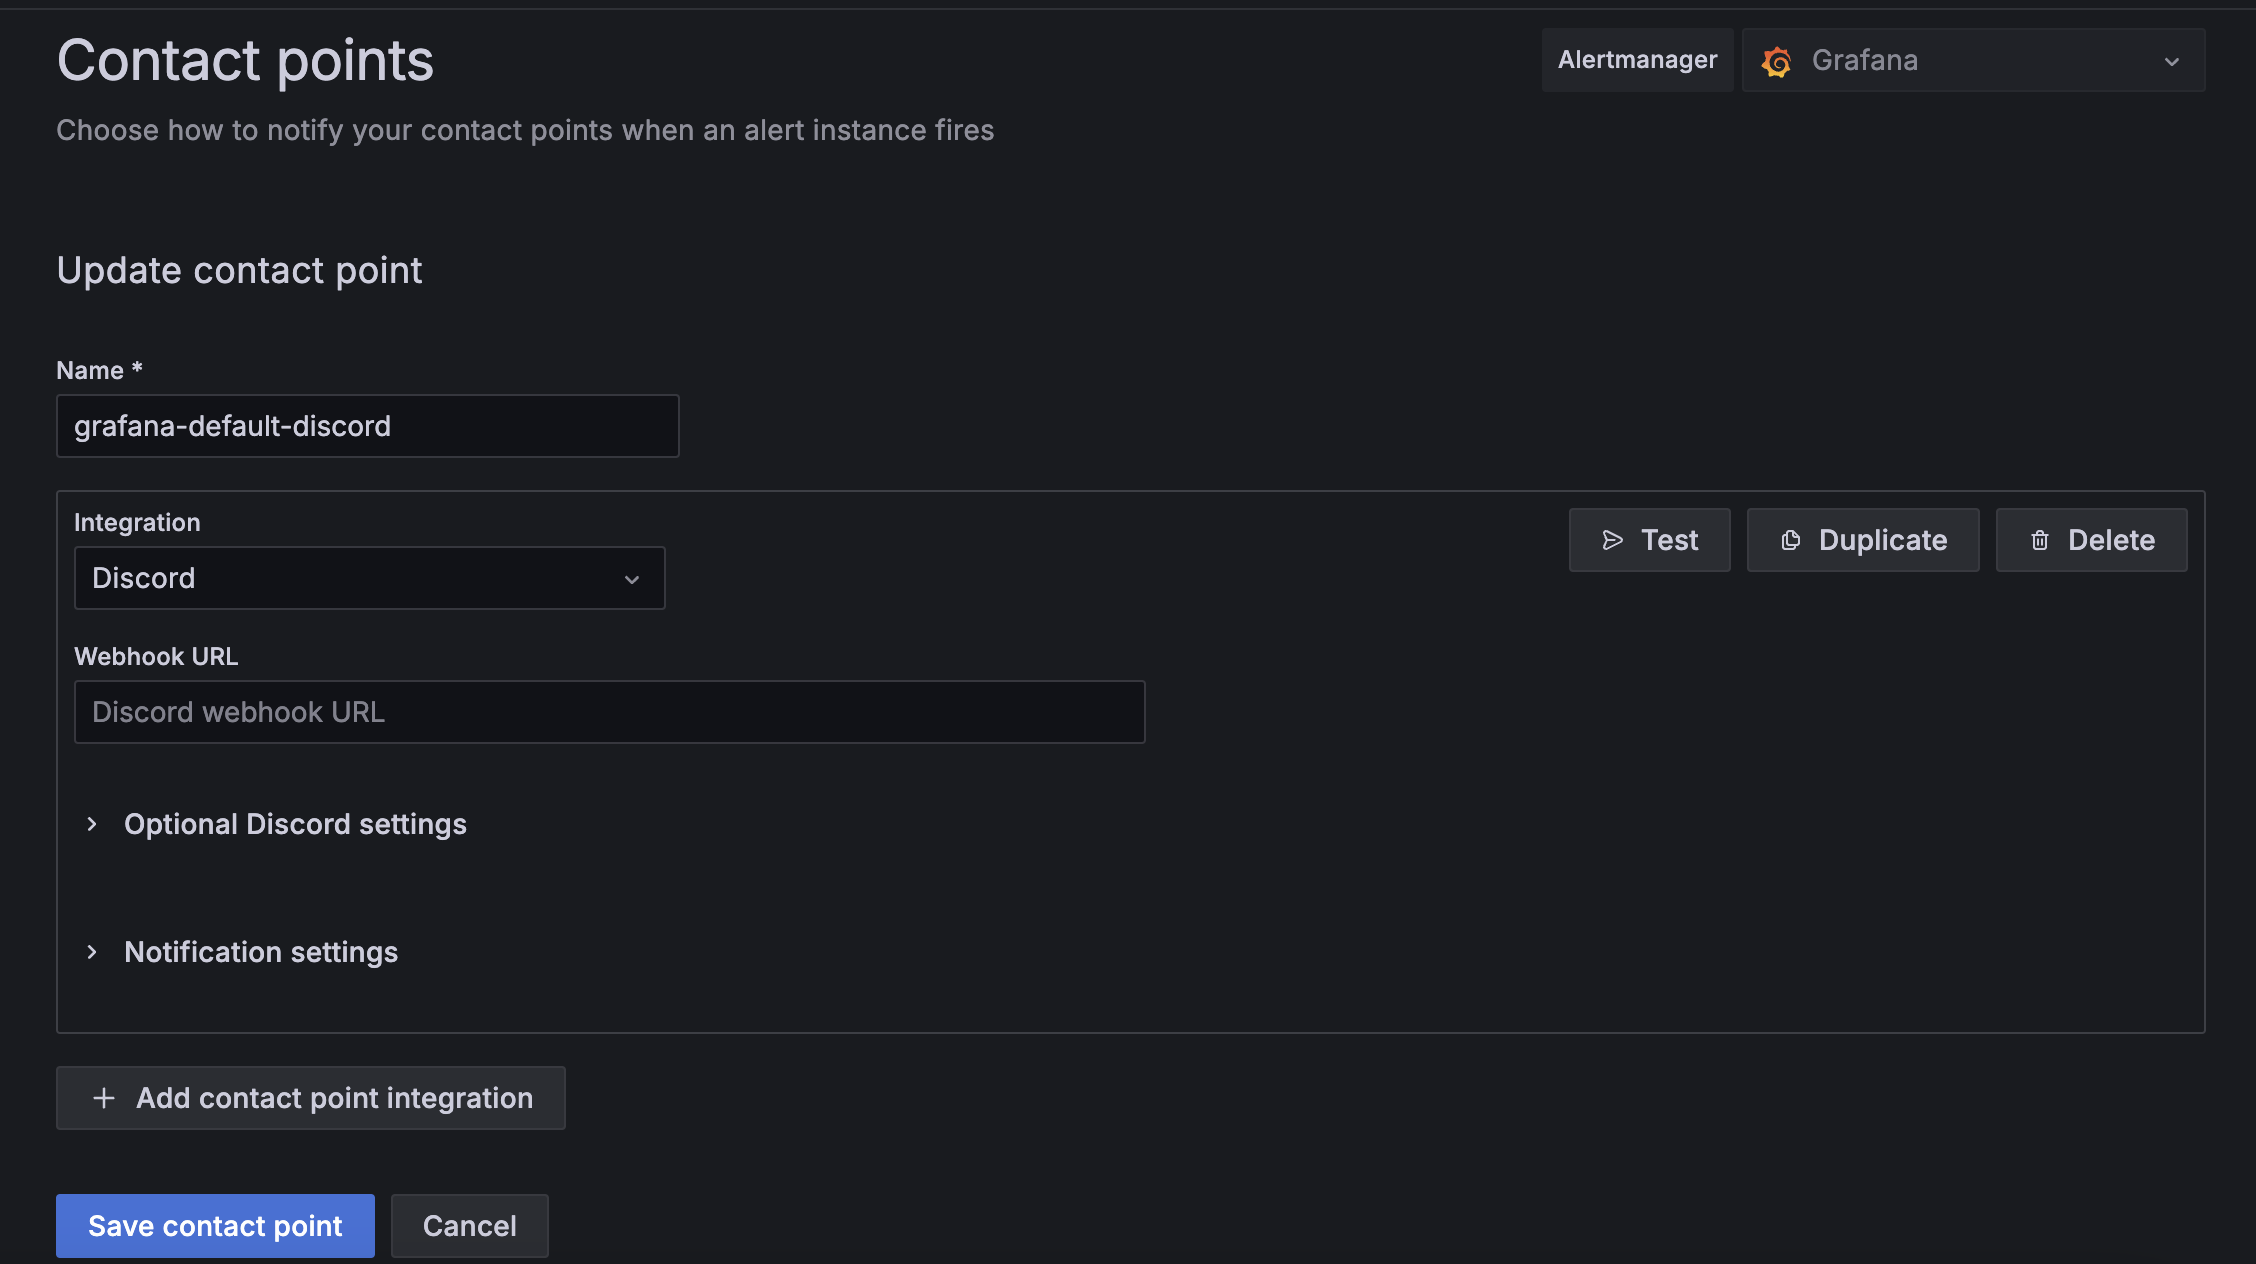 Contact points
Alertmanager
Grafana
Choose how to notify your contact points when an alert instance fires
Update contact point
Name *
grafana-default-discord
Integration
Discord
Test
Duplicate
Delete
Webhook URL
Discord webhook URL
Optional Discord settings
Notification settings
Add contact point integration
Save contact point
Cancel